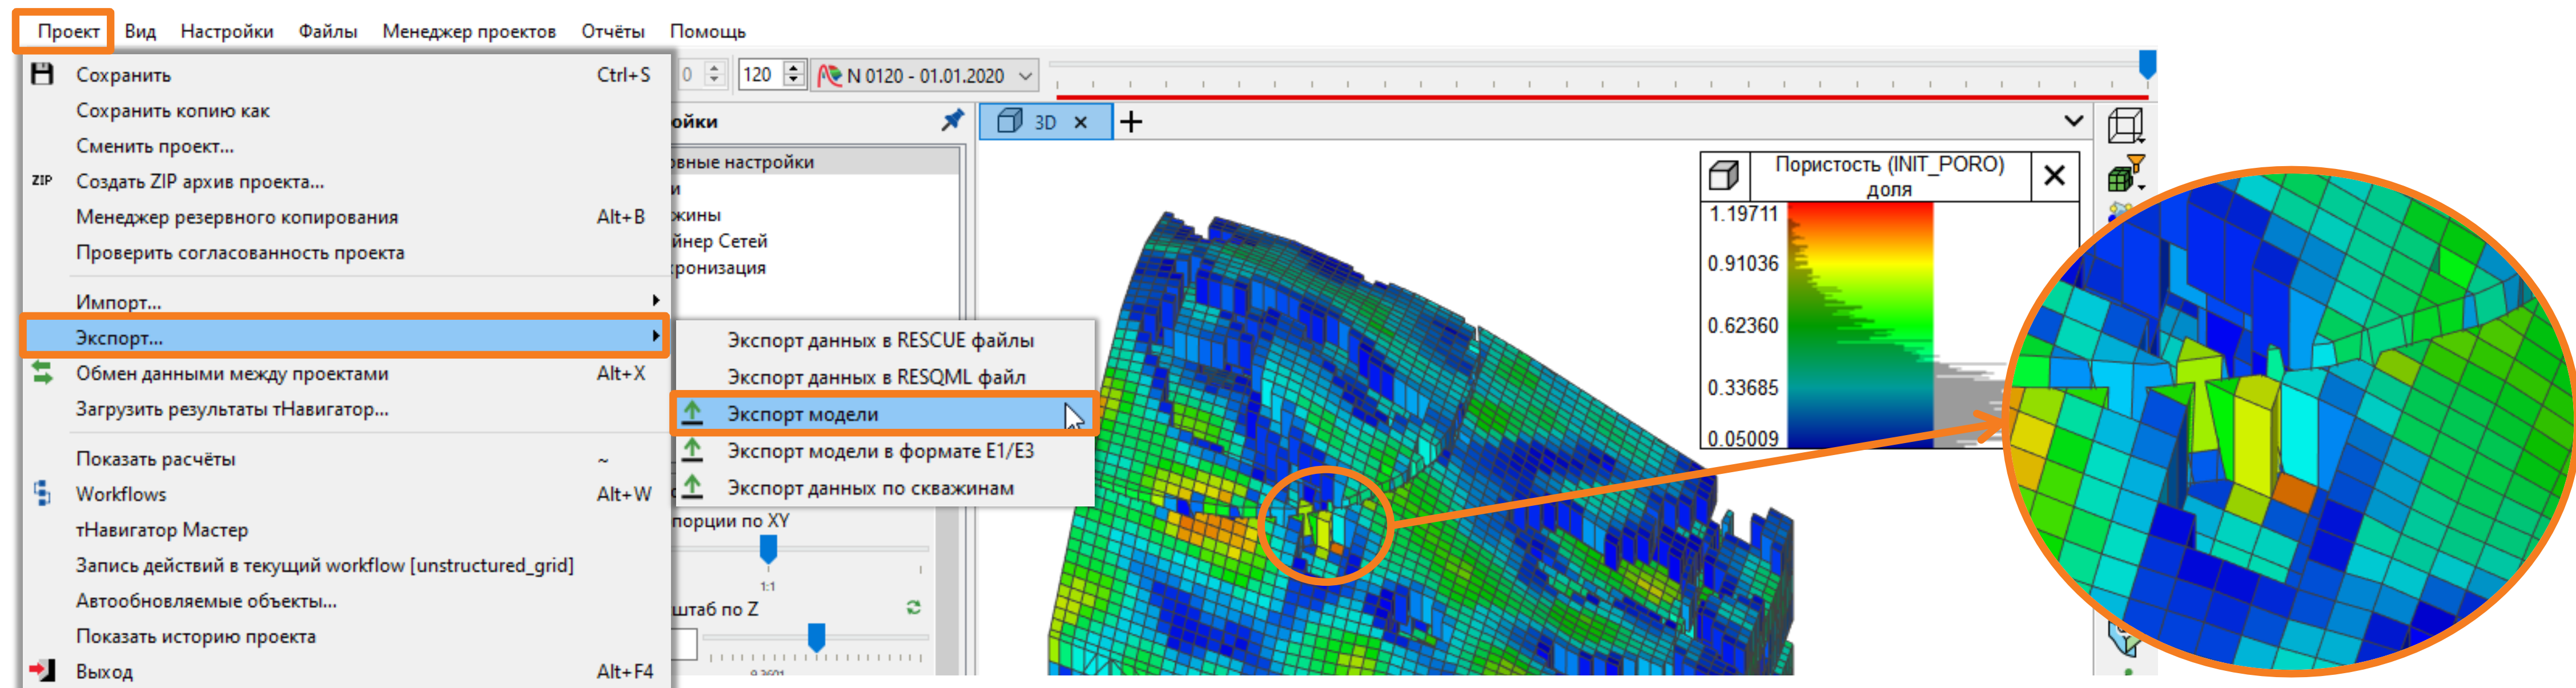 Проект Вид Настройки Файлы Менеджер проектов Отчёты Помощь
Сохранить Ctrl+S
Сохранить копию как
Сменить проект...
ZIP Создать ZIP архив проекта...
Менеджер резервного копирования Alt+B
Проверить согласованность проекта
Импорт...
Экспорт...
Обмен данными между проектами Alt+X
Загрузить результаты тНавигатор...
Показать расчёты ~
Workflows Alt+W
тНавигатор Мастер
Запись действий в текущий workflow [unstructured_grid]
Автообновляемые объекты...
Показать историю проекта
Выход Alt+F4
0 120 N 0120 - 01.01.2020
ойки
овные настройки
и
жины
йнер Сетей
ронизация
Экспорт данных в RESCUE файлы
Экспорт данных в RESQML файл
Экспорт модели
Экспорт модели в формате E1/E3
Экспорт данных по скважинам
порции по XY
1:1
штаб по Z
3D
Пористость (INIT_PORO)
доля
1.19711
0.91036
0.62360
0.33685
0.05009